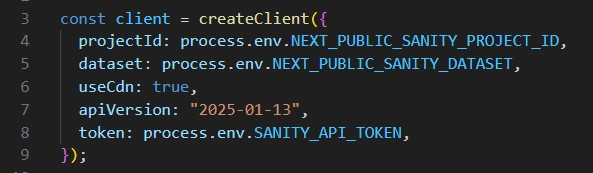 3 const client = createClient({
4 projectId: process.env.NEXT_PUBLIC_SANITY_PROJECT_ID,
5 dataset: process.env.NEXT_PUBLIC_SANITY_DATASET,
6 useCdn: true,
7 apiVersion: "2025-01-13",
8 token: process.env.SANITY_API_TOKEN,
9 });